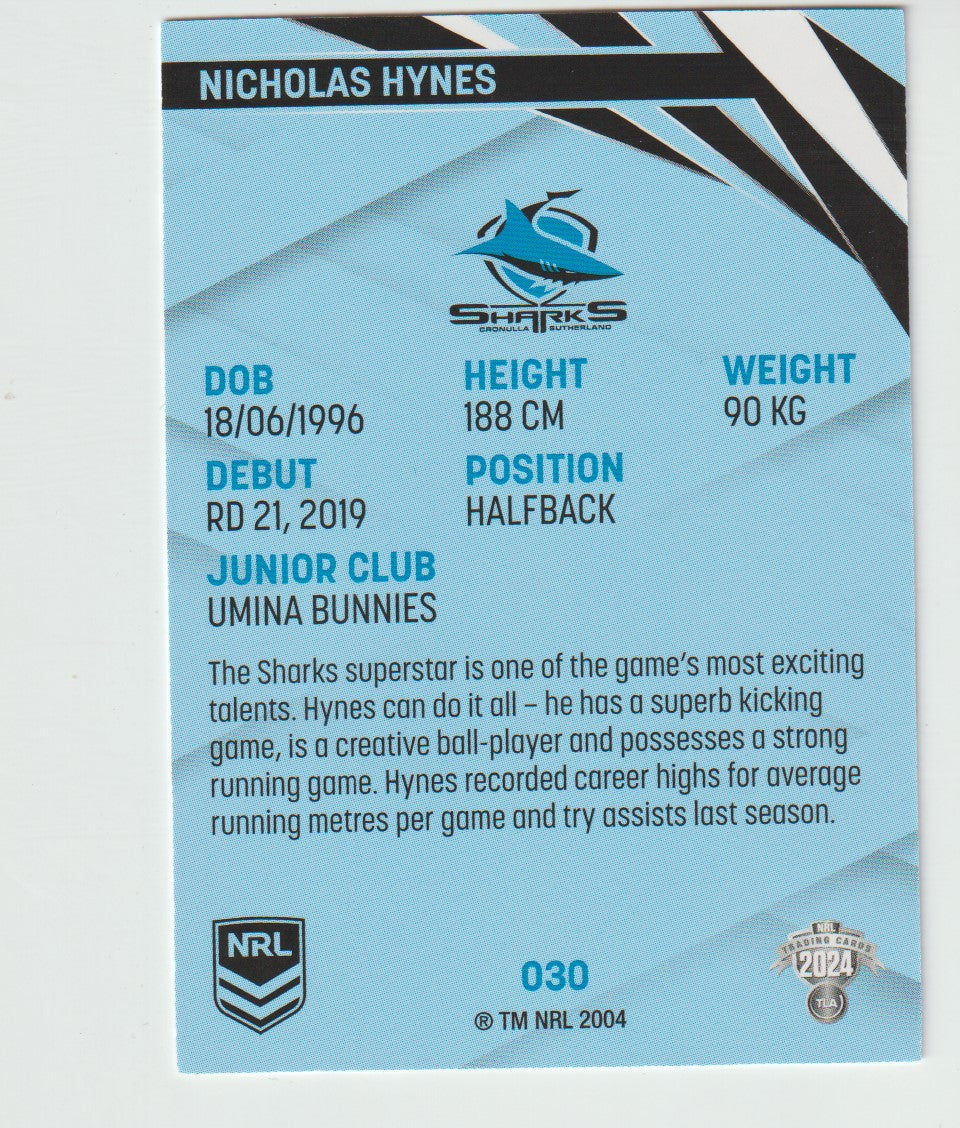 NICHOLAS HYNES
SHARKS
CRONULLA SUTHERLAND
DOB
18/06/1996
HEIGHT
188 CM
WEIGHT
90 KG
DEBUT
RD 21, 2019
POSITION
HALFBACK
JUNIOR CLUB
UMINA BUNNIES
The Sharks superstar is one of the game's most exciting
talents. Hynes can do it all – he has a superb kicking
game, is a creative ball-player and possesses a strong
running game. Hynes recorded career highs for average
running metres per game and try assists last season.
NRL
030
® TM NRL 2004
NRL
TRADING CARDS
2024
TLA